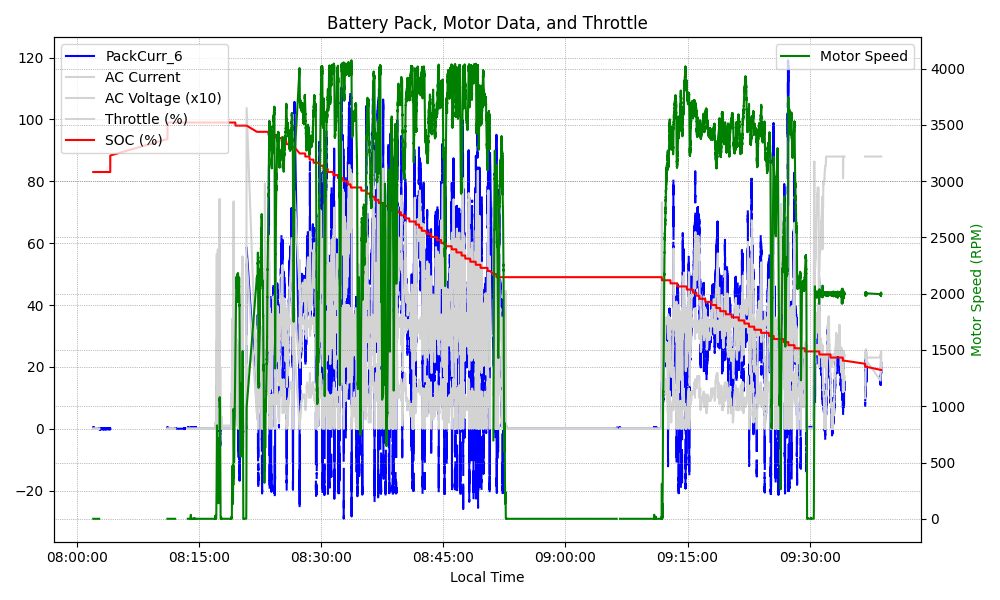 Battery Pack, Motor Data, and Throttle
PackCurr_6
AC Current
AC Voltage (x10)
Throttle (%)
SOC (%)
Motor Speed
120
100
80
60
40
20
0
−20
4000
3500
3000
2500
2000
1500
1000
500
0
Motor Speed (RPM)
08:00:00
08:15:00
08:30:00
08:45:00
09:00:00
09:15:00
09:30:00
Local Time